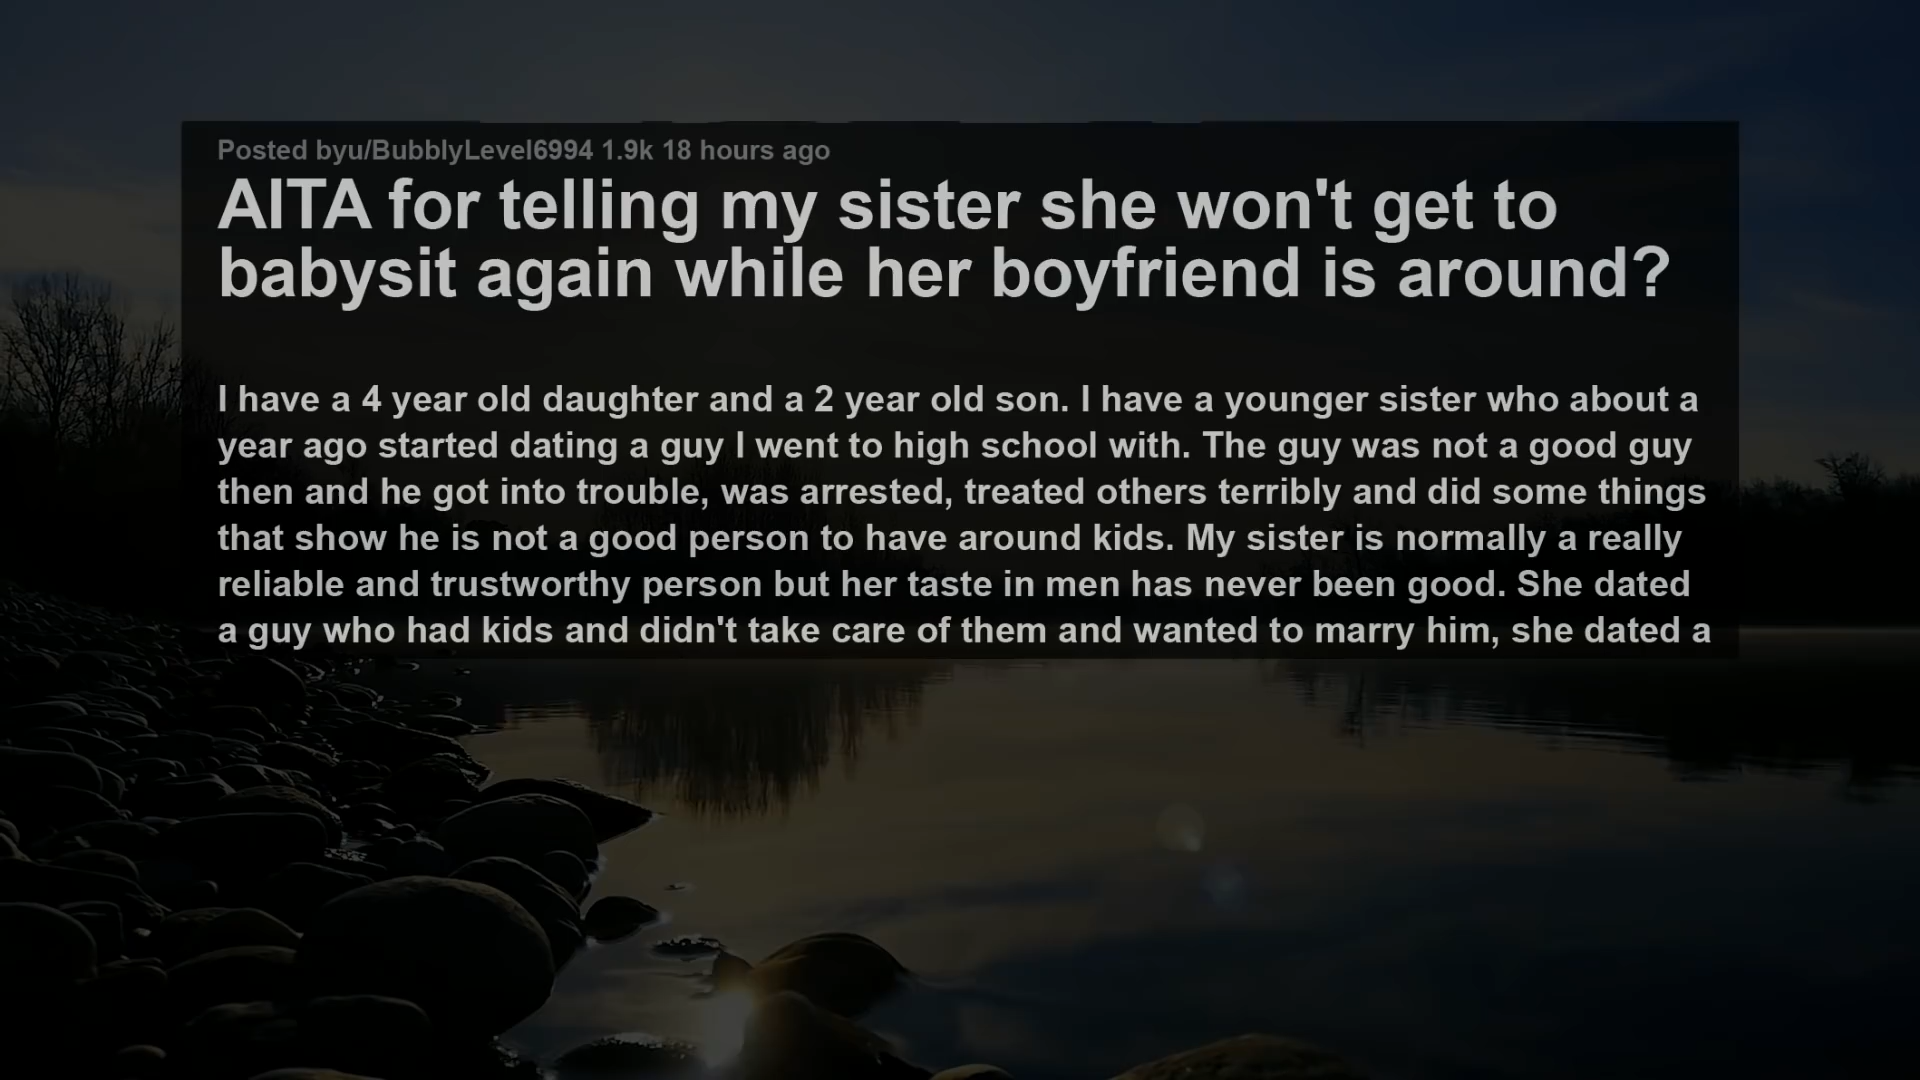 Posted byu/BubblyLevel6994 1.9k 18 hours ago
AITA for telling my sister she won't get to
babysit again while her boyfriend is around?
I have a 4 year old daughter and a 2 year old son. I have a younger sister who about a
year ago started dating a guy I went to high school with. The guy was not a good guy
then and he got into trouble, was arrested, treated others terribly and did some things
that show he is not a good person to have around kids. My sister is normally a really
reliable and trustworthy person but her taste in men has never been good. She dated
a guy who had kids and didn't take care of them and wanted to marry him, she dated a